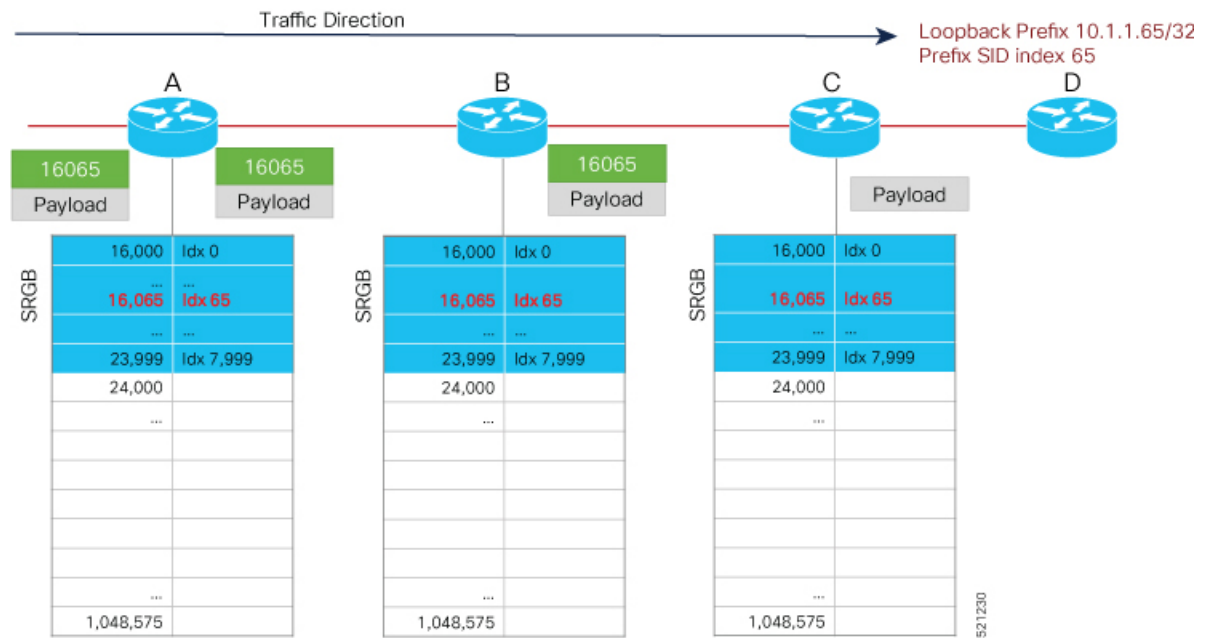 Traffic Direction
Loopback Prefix 10.1.1.65/32
Prefix SID index 65
A
B
C
D
16065
Payload
16065
Payload
16065
Payload
Payload
SRGB
16,000 Idx 0
... ...
16,065 Idx 65
... ...
23,999 Idx 7,999
24,000
...
...
1,048,575
SRGB
16,000 Idx 0
16,065 Idx 65
... ...
23,999 Idx 7,999
24,000
...
...
1,048,575
SRGB
16,000 Idx 0
16,065 Idx 65
... ...
23,999 Idx 7,999
24,000
...
...
1,048,575
521230